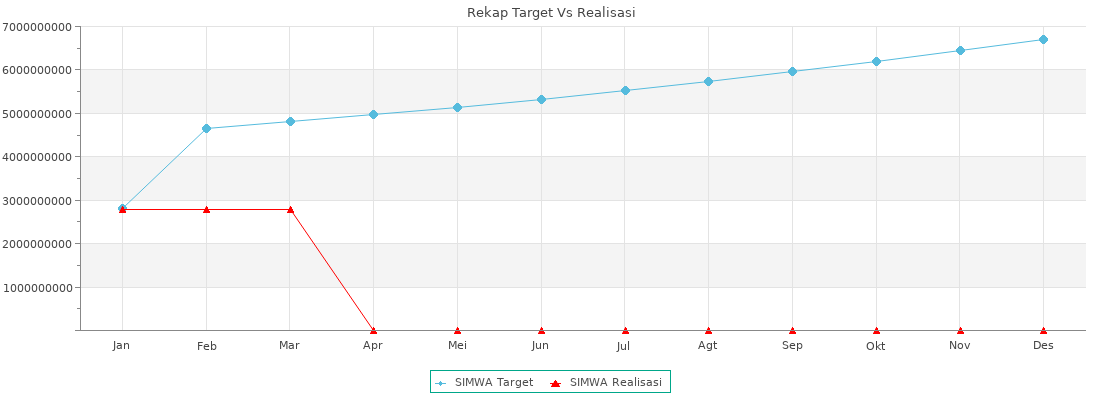 Rekap Target Vs Realisasi
7000000000
6000000000
5000000000
4000000000
3000000000
2000000000
1000000000
Jan Feb Mar Apr Mei Jun Jul Agt Sep Okt Nov Des
SIMWA Target SIMWA Realisasi